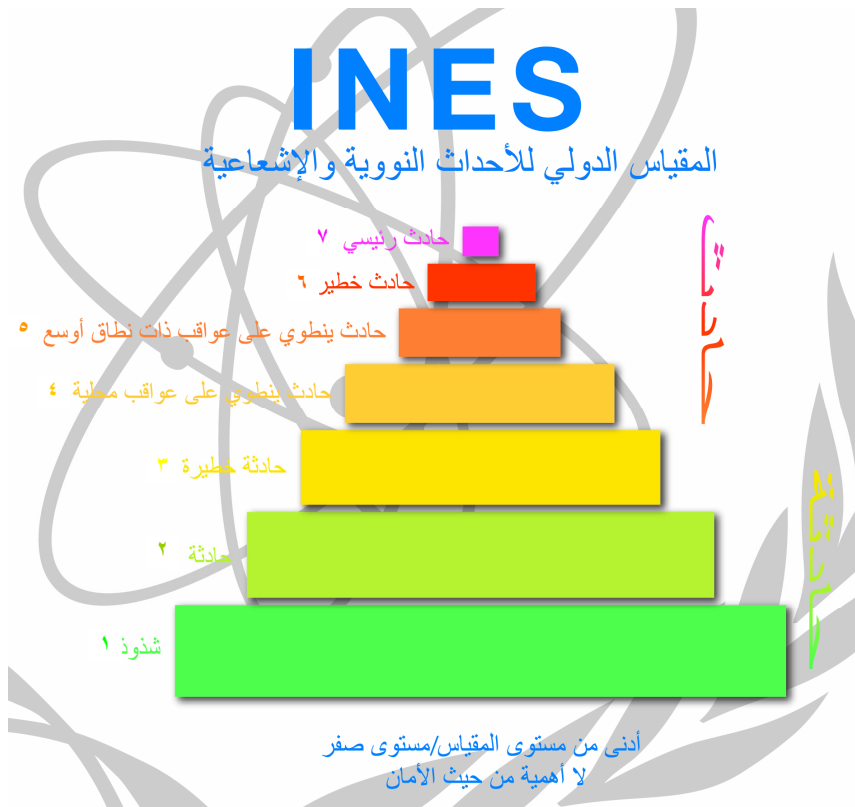 INES
المقياس الدولي للأحداث النووية والإشعاعية
حادث
حادث رئيسي ٧
حادث خطير ٦
حادث ينطوي على عواقب ذات نطاق أوسع ٥
حادث ينطوي على عواقب محلية ٤
حادثة
حادثة خطيرة ٣
حادثة ٢
شذوذ ١
أدنى من مستوى المقياس/مستوى صفر
لا أهمية من حيث الأمان